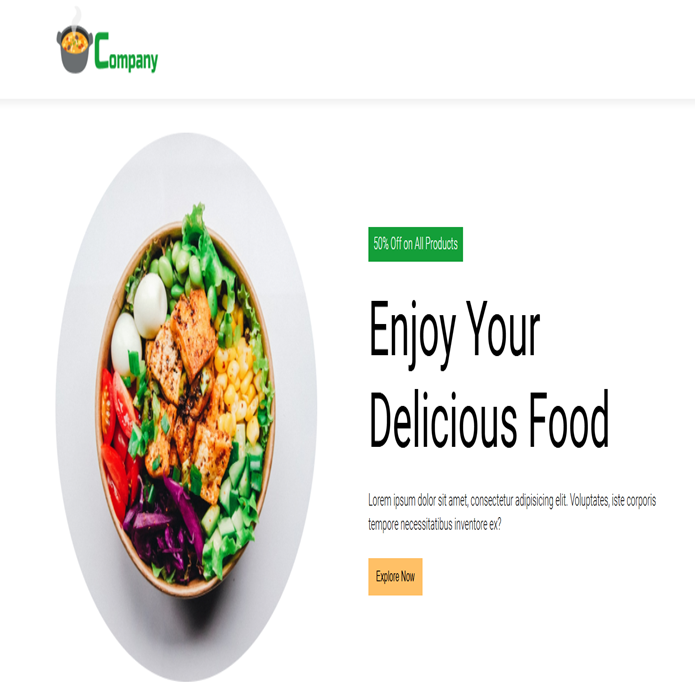 Company
50% Off on All Products
Enjoy Your
Delicious Food
Lorem ipsum dolor sit amet, consectetur adipisicing elit. Voluptates, iste corporis
tempore necessitatibus inventore ex?
Explore Now